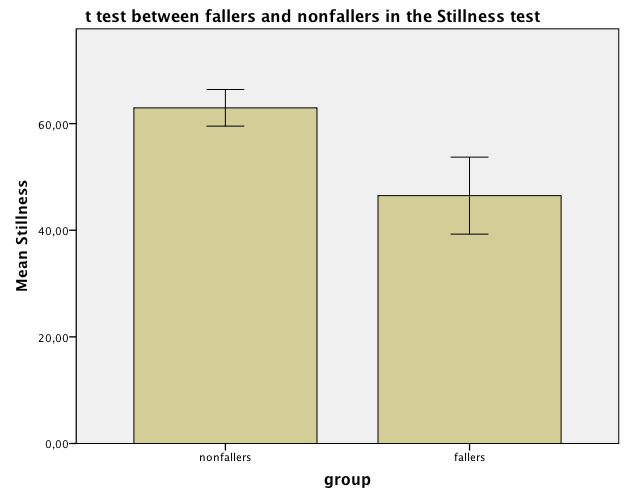 t test between fallers and nonfallers in the Stillness test
Mean Stillness
60,00
40,00
20,00
0,00
nonfallers
fallers
group